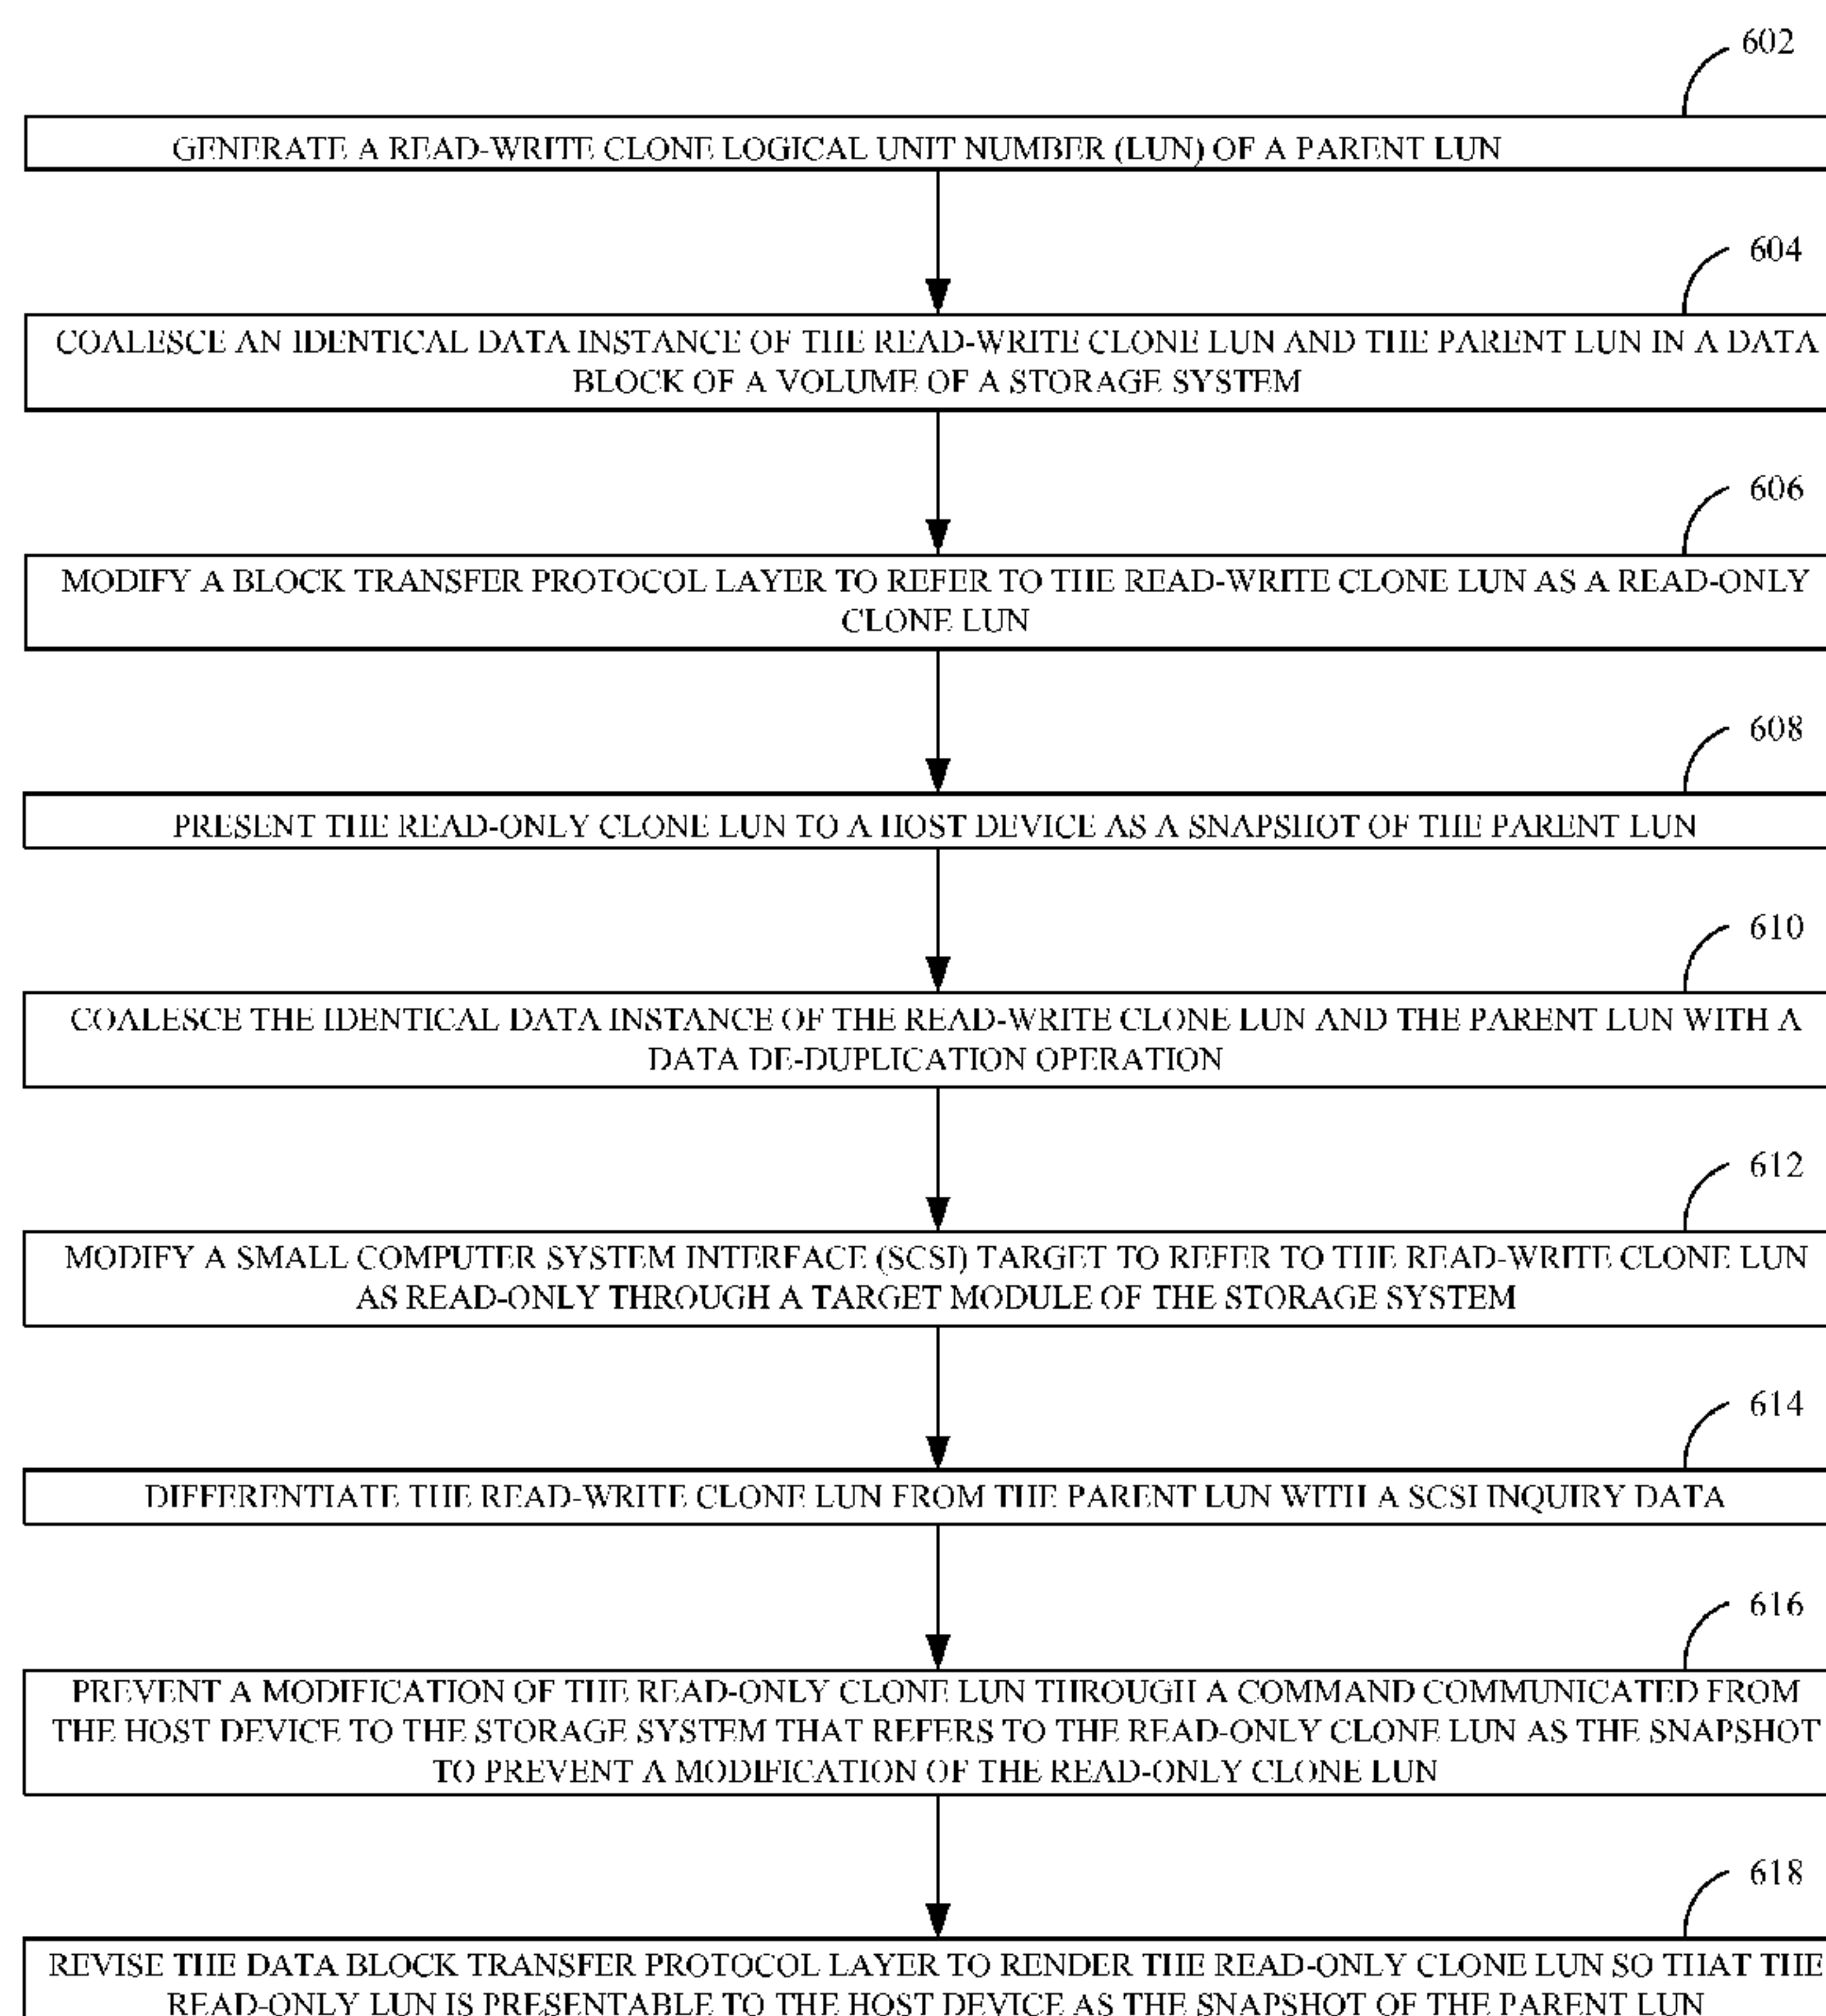 602
GENERATE A READ-WRITE CLONE LOGICAL UNIT NUMBER (LUN) OF A PARENT LUN
604
COALESCE AN IDENTICAL DATA INSTANCE OF THE READ-WRITE CLONE LUN AND THE PARENT LUN IN A DATA
BLOCK OF A VOLUME OF A STORAGE SYSTEM
606
MODIFY A BLOCK TRANSFER PROTOCOL LAYER TO REFER TO THE READ-WRITE CLONE LUN AS A READ-ONLY
CLONE LUN
608
PRESENT THE READ-ONLY CLONE LUN TO A HOST DEVICE AS A SNAPSHOT OF THE PARENT LUN
610
COALESCE THE IDENTICAL DATA INSTANCE OF THE READ-WRITE CLONE LUN AND THE PARENT LUN WITH A
DATA DE-DUPLICATION OPERATION
612
MODIFY A SMALL COMPUTER SYSTEM INTERFACE (SCSI) TARGET TO REFER TO THE READ-WRITE CLONE LUN
AS READ-ONLY THROUGH A TARGET MODULE OF THE STORAGE SYSTEM
614
DIFFERENTIATE THE READ-WRITE CLONE LUN FROM THE PARENT LUN WITH A SCSI INQUIRY DATA
616
PREVENT A MODIFICATION OF THE READ-ONLY CLONE LUN THROUGH A COMMAND COMMUNICATED FROM
THE HOST DEVICE TO THE STORAGE SYSTEM THAT REFERS TO THE READ-ONLY CLONE LUN AS THE SNAPSHOT
TO PREVENT A MODIFICATION OF THE READ-ONLY CLONE LUN
618
REVISE THE DATA BLOCK TRANSFER PROTOCOL LAYER TO RENDER THE READ-ONLY CLONE LUN SO THAT THE
READ-ONLY LUN IS PRESENTABLE TO THE HOST DEVICE AS THE SNAPSHOT OF THE PARENT LUN